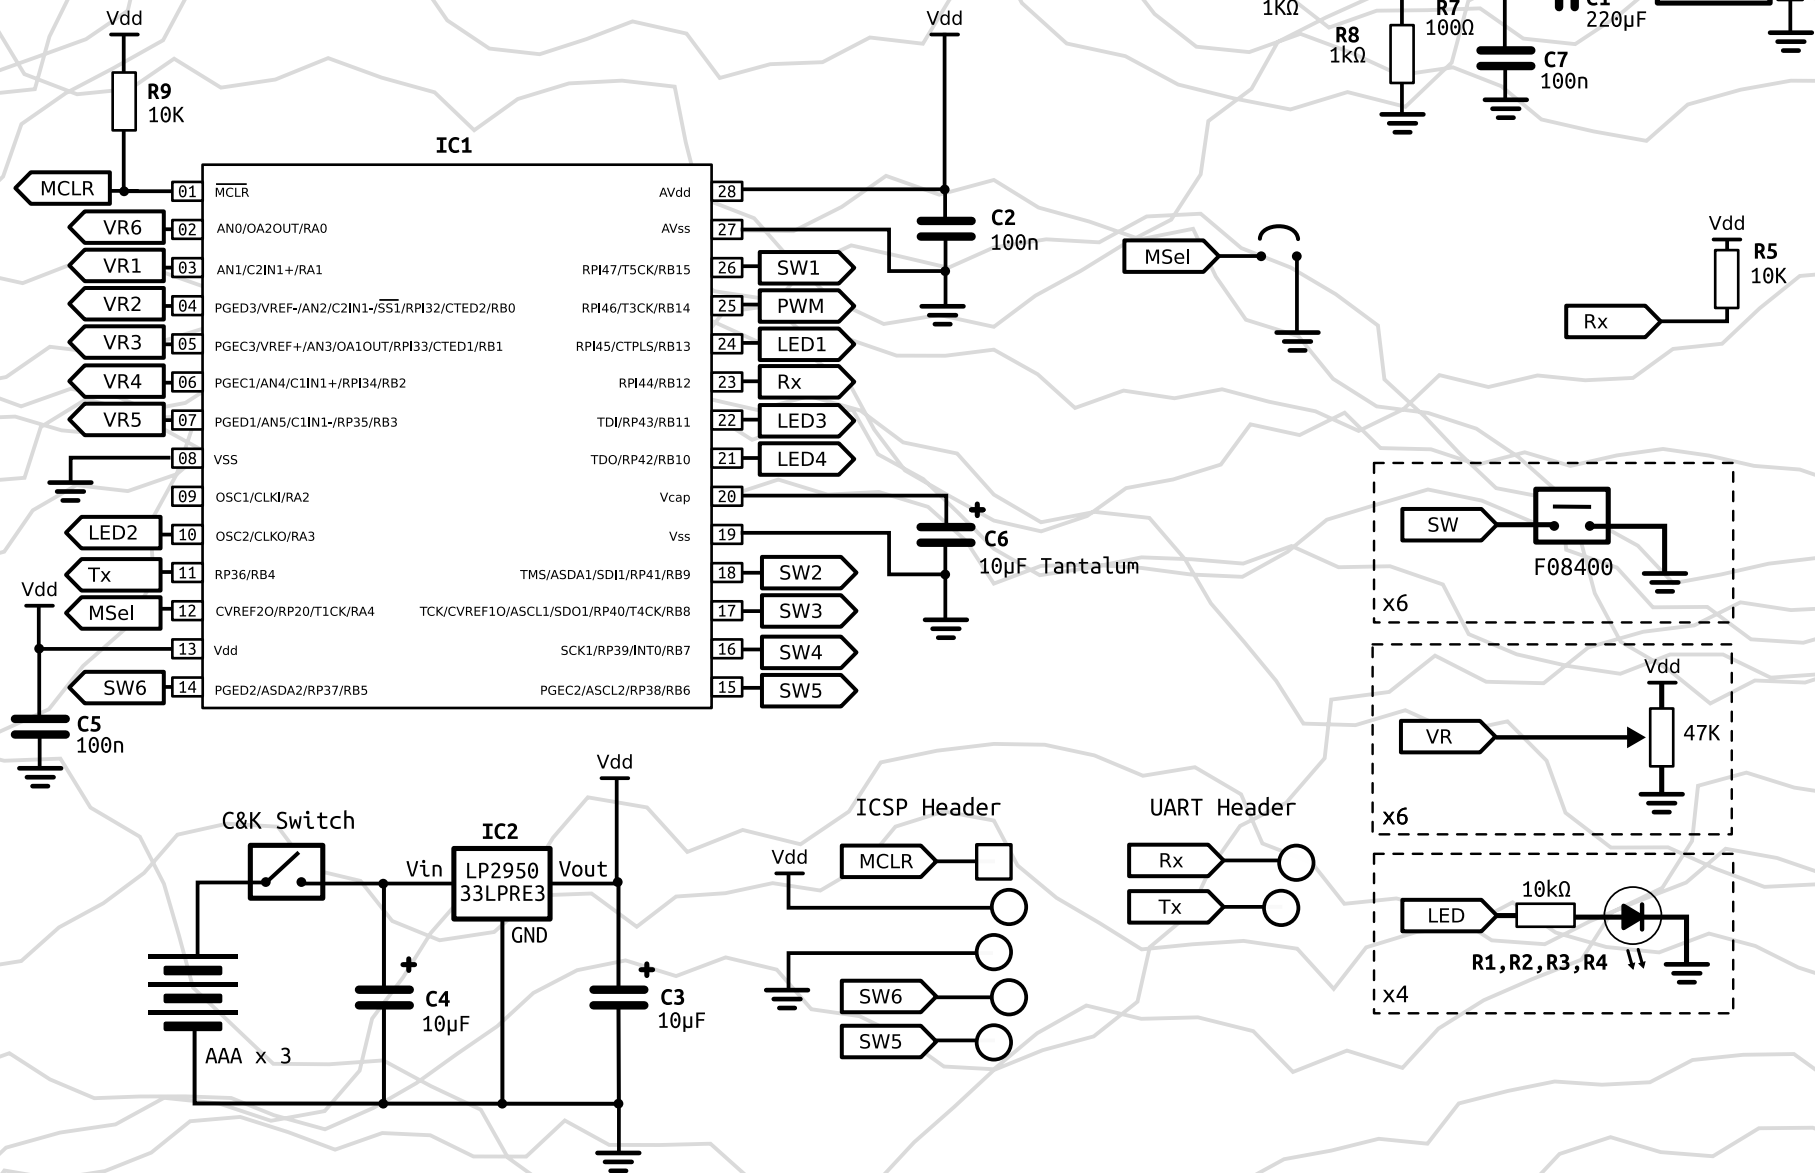 Vdd
R9
10K
MCLR
IC1
Vdd
1KΩ
R8
1kΩ
R7
100Ω
C1
220µF
C7
100n
VR6
VR1
VR2
VR3
VR4
VR5
LED2
Tx
MSel
SW6
01 MCLR
02 AN0/OA2OUT/RA0
03 AN1/C2IN1+/RA1
04 PGED3/VREF-/AN2/C2IN1-/SS1/RPI32/CTED2/RB0
05 PGEC3/VREF+/AN3/OA1OUT/RPI33/CTED1/RB1
06 PGEC1/AN4/C1IN1+/RPI34/RB2
07 PGED1/AN5/C1IN1-/RP35/RB3
08 VSS
09 OSC1/CLKI/RA2
10 OSC2/CLKO/RA3
11 RP36/RB4
12 CVREF2O/RP20/T1CK/RA4
13 Vdd
14 PGED2/ASDA2/RP37/RB5
AVdd 28
AVss 27
RPI47/T5CK/RB15 26
RPI46/T3CK/RB14 25
RPI45/CTPLS/RB13 24
RPI44/RB12 23
TDI/RP43/RB11 22
TDO/RP42/RB10 21
Vcap 20
Vss 19
TMS/ASDA1/SDI1/RP41/RB9 18
TCK/CVREF1O/ASCL1/SDO1/RP40/T4CK/RB8 17
SCK1/RP39/INT0/RB7 16
PGEC2/ASCL2/RP38/RB6 15
SW1
PWM
LED1
Rx
LED3
LED4
SW2
SW3
SW4
SW5
C2
100n
+
C6
10µF Tantalum
Vdd
C5
100n
MSel
Vdd
R5
10K
Rx
SW
F08400
x6
Vdd
VR
47K
x6
10kΩ
LED
R1,R2,R3,R4
x4
C&K Switch
IC2
Vin
LP2950
33LPRE3
Vout
GND
Vdd
+
C4
10µF
+
C3
10µF
AAA x 3
ICSP Header
Vdd
MCLR
SW6
SW5
UART Header
Rx
Tx